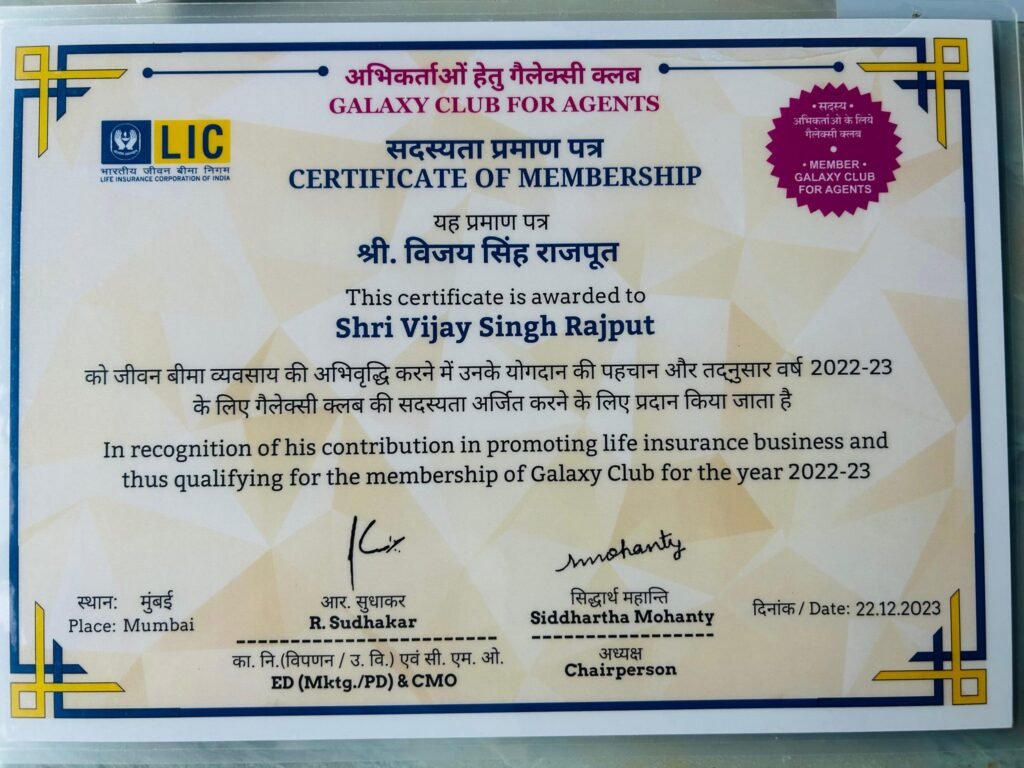 अभिकर्ताओं हेतु गैलेक्सी क्लब
GALAXY CLUB FOR AGENTS
LIC
भारतीय जीवन बीमा निगम
LIFE INSURANCE CORPORATION OF INDIA
• सदस्य •
अभिकर्ताओ के लिये
गैलेक्सी क्लब
• MEMBER •
GALAXY CLUB
FOR AGENTS
सदस्यता प्रमाण पत्र
CERTIFICATE OF MEMBERSHIP
यह प्रमाण पत्र
श्री. विजय सिंह राजपूत
This certificate is awarded to
Shri Vijay Singh Rajput
को जीवन बीमा व्यवसाय की अभिवृद्धि करने में उनके योगदान की पहचान और तद्नुसार वर्ष 2022-23
के लिए गैलेक्सी क्लब की सदस्यता अर्जित करने के लिए प्रदान किया जाता है
In recognition of his contribution in promoting life insurance business and
thus qualifying for the membership of Galaxy Club for the year 2022-23
smohanty
स्थान: मुंबई
Place: Mumbai
आर. सुधाकर
R. Sudhakar
का. नि.(विपणन / उ. वि.) एवं सी. एम. ओ.
ED (Mktg./PD) & CMO
सिद्धार्थ महान्ति
Siddhartha Mohanty
अध्यक्ष
Chairperson
दिनांक / Date: 22.12.2023